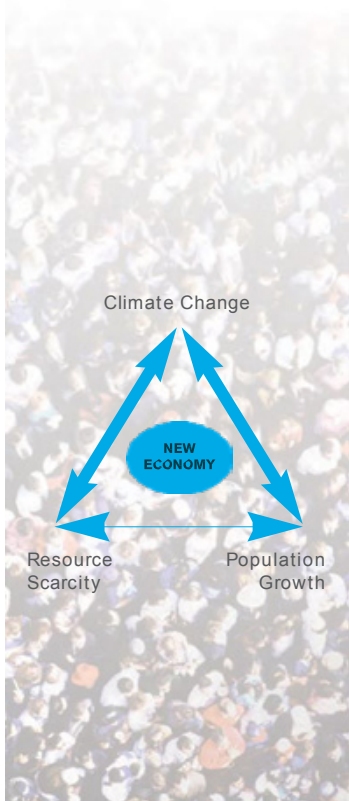 Climate Change
NEW
ECONOMY
Resource
Scarcity
Population
Growth